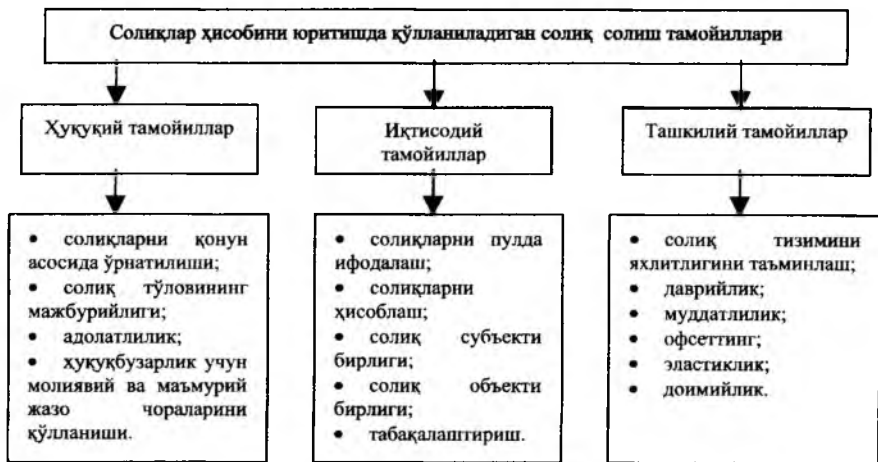 Солиқлар ҳисобини юритишда қўлланиладиган солиқ солиш тамойиллари
Ҳуқуқий тамойиллар
Иқтисодий
тамойиллар
Ташкилий тамойиллар
• солиқларни қонун
асосида ўрнатилиши;
• солиқ тўловининг
мажбурийлиги;
• адолатлилик;
• ҳуқуқбузарлик учун
молиявий ва маъмурий
жазо чораларини
қўлланиши.
• солиқларни пулда
ифодалаш;
• солиқларни
ҳисоблаш;
• солиқ субъекти
бирлиги;
• солиқ объекти
бирлиги;
• табақалаштириш.
• солиқ тизимини
яхлитлигини таъминлаш;
• даврийлик;
• муддатлилик;
• офсеттинг;
• эластиклик;
• доимийлик.